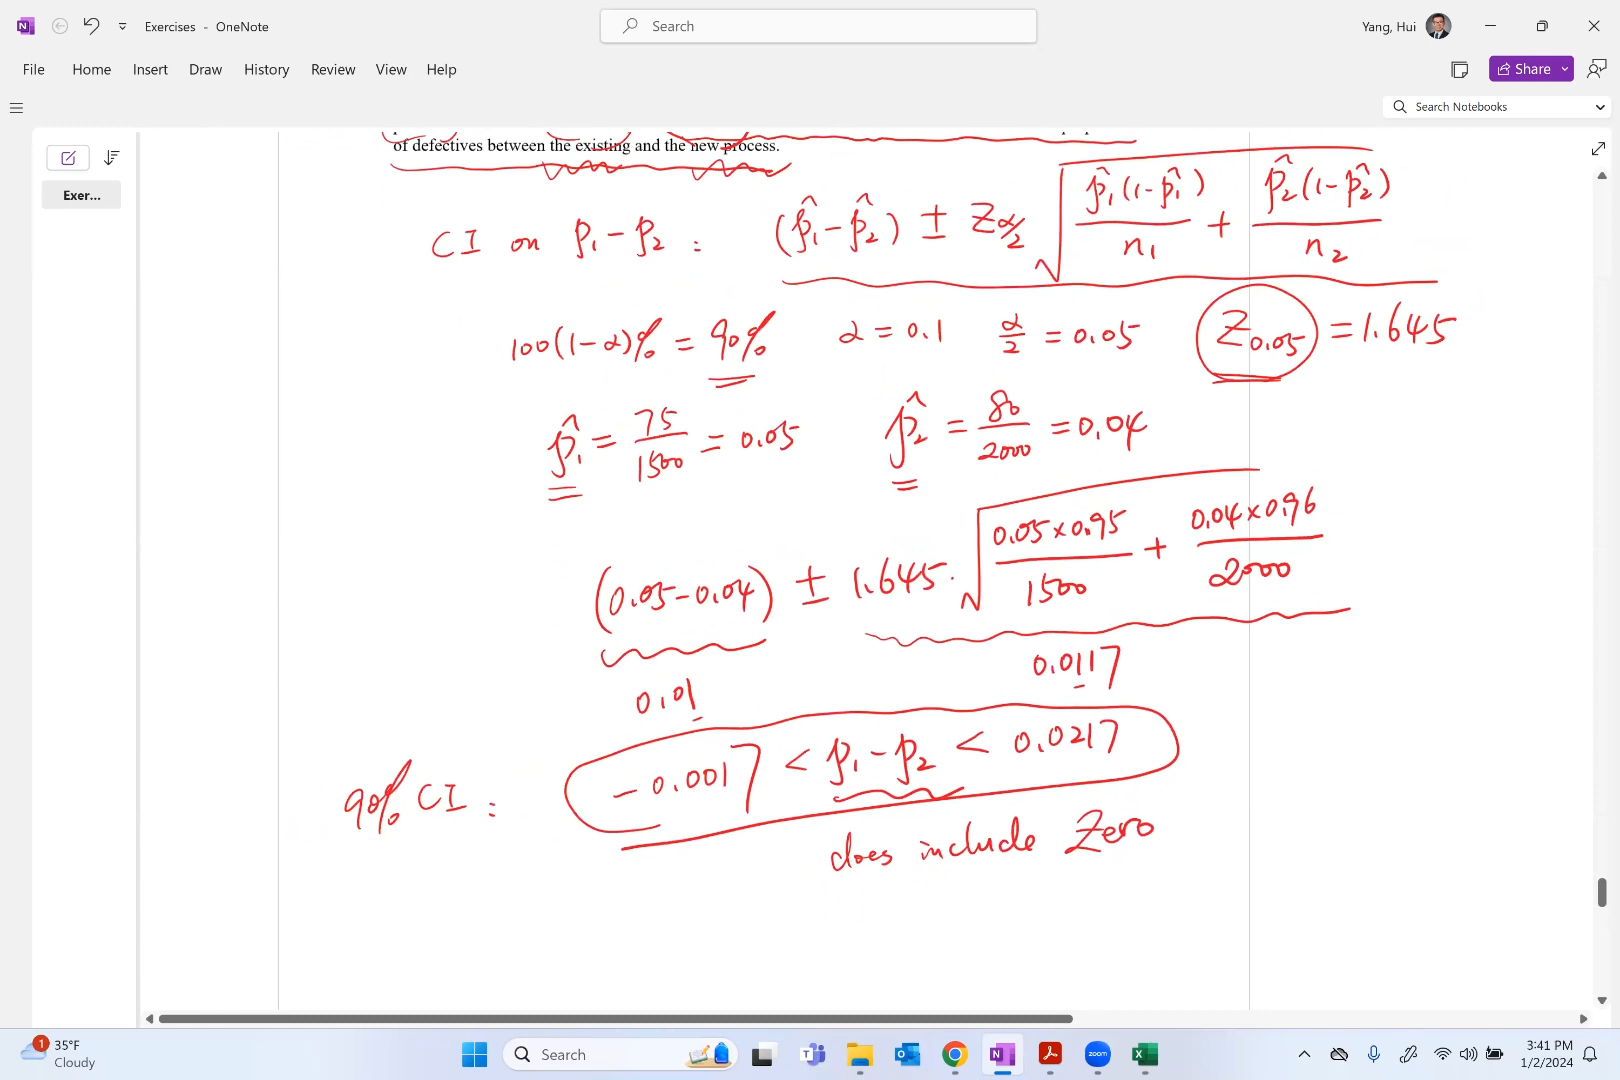 Exercises - OneNote
Search
Yang, Hui
File Home Insert Draw History Review View Help
Share
Search Notebooks
Exer...
of defectives between the existing and the new process.
CI on p₁ - p₂ : (p̂₁ - p̂₂) ± Z_{α/2} √( p̂₁(1-p̂₁)/n₁ + p̂₂(1-p̂₂)/n₂ )
100(1-α)% = 90% α = 0.1 α/2 = 0.05 Z_{0.05} = 1.645
p̂₁ = 75/1500 = 0.05 p̂₂ = 80/2000 = 0.04
(0.05-0.04) ± 1.645 · √( 0.05×0.95/1500 + 0.04×0.96/2000 )
0.01 0.0117
90% CI : -0.0017 < p₁ - p₂ < 0.0217
does include Zero
1
35°F
Cloudy
Search
zoom
3:41 PM
1/2/2024